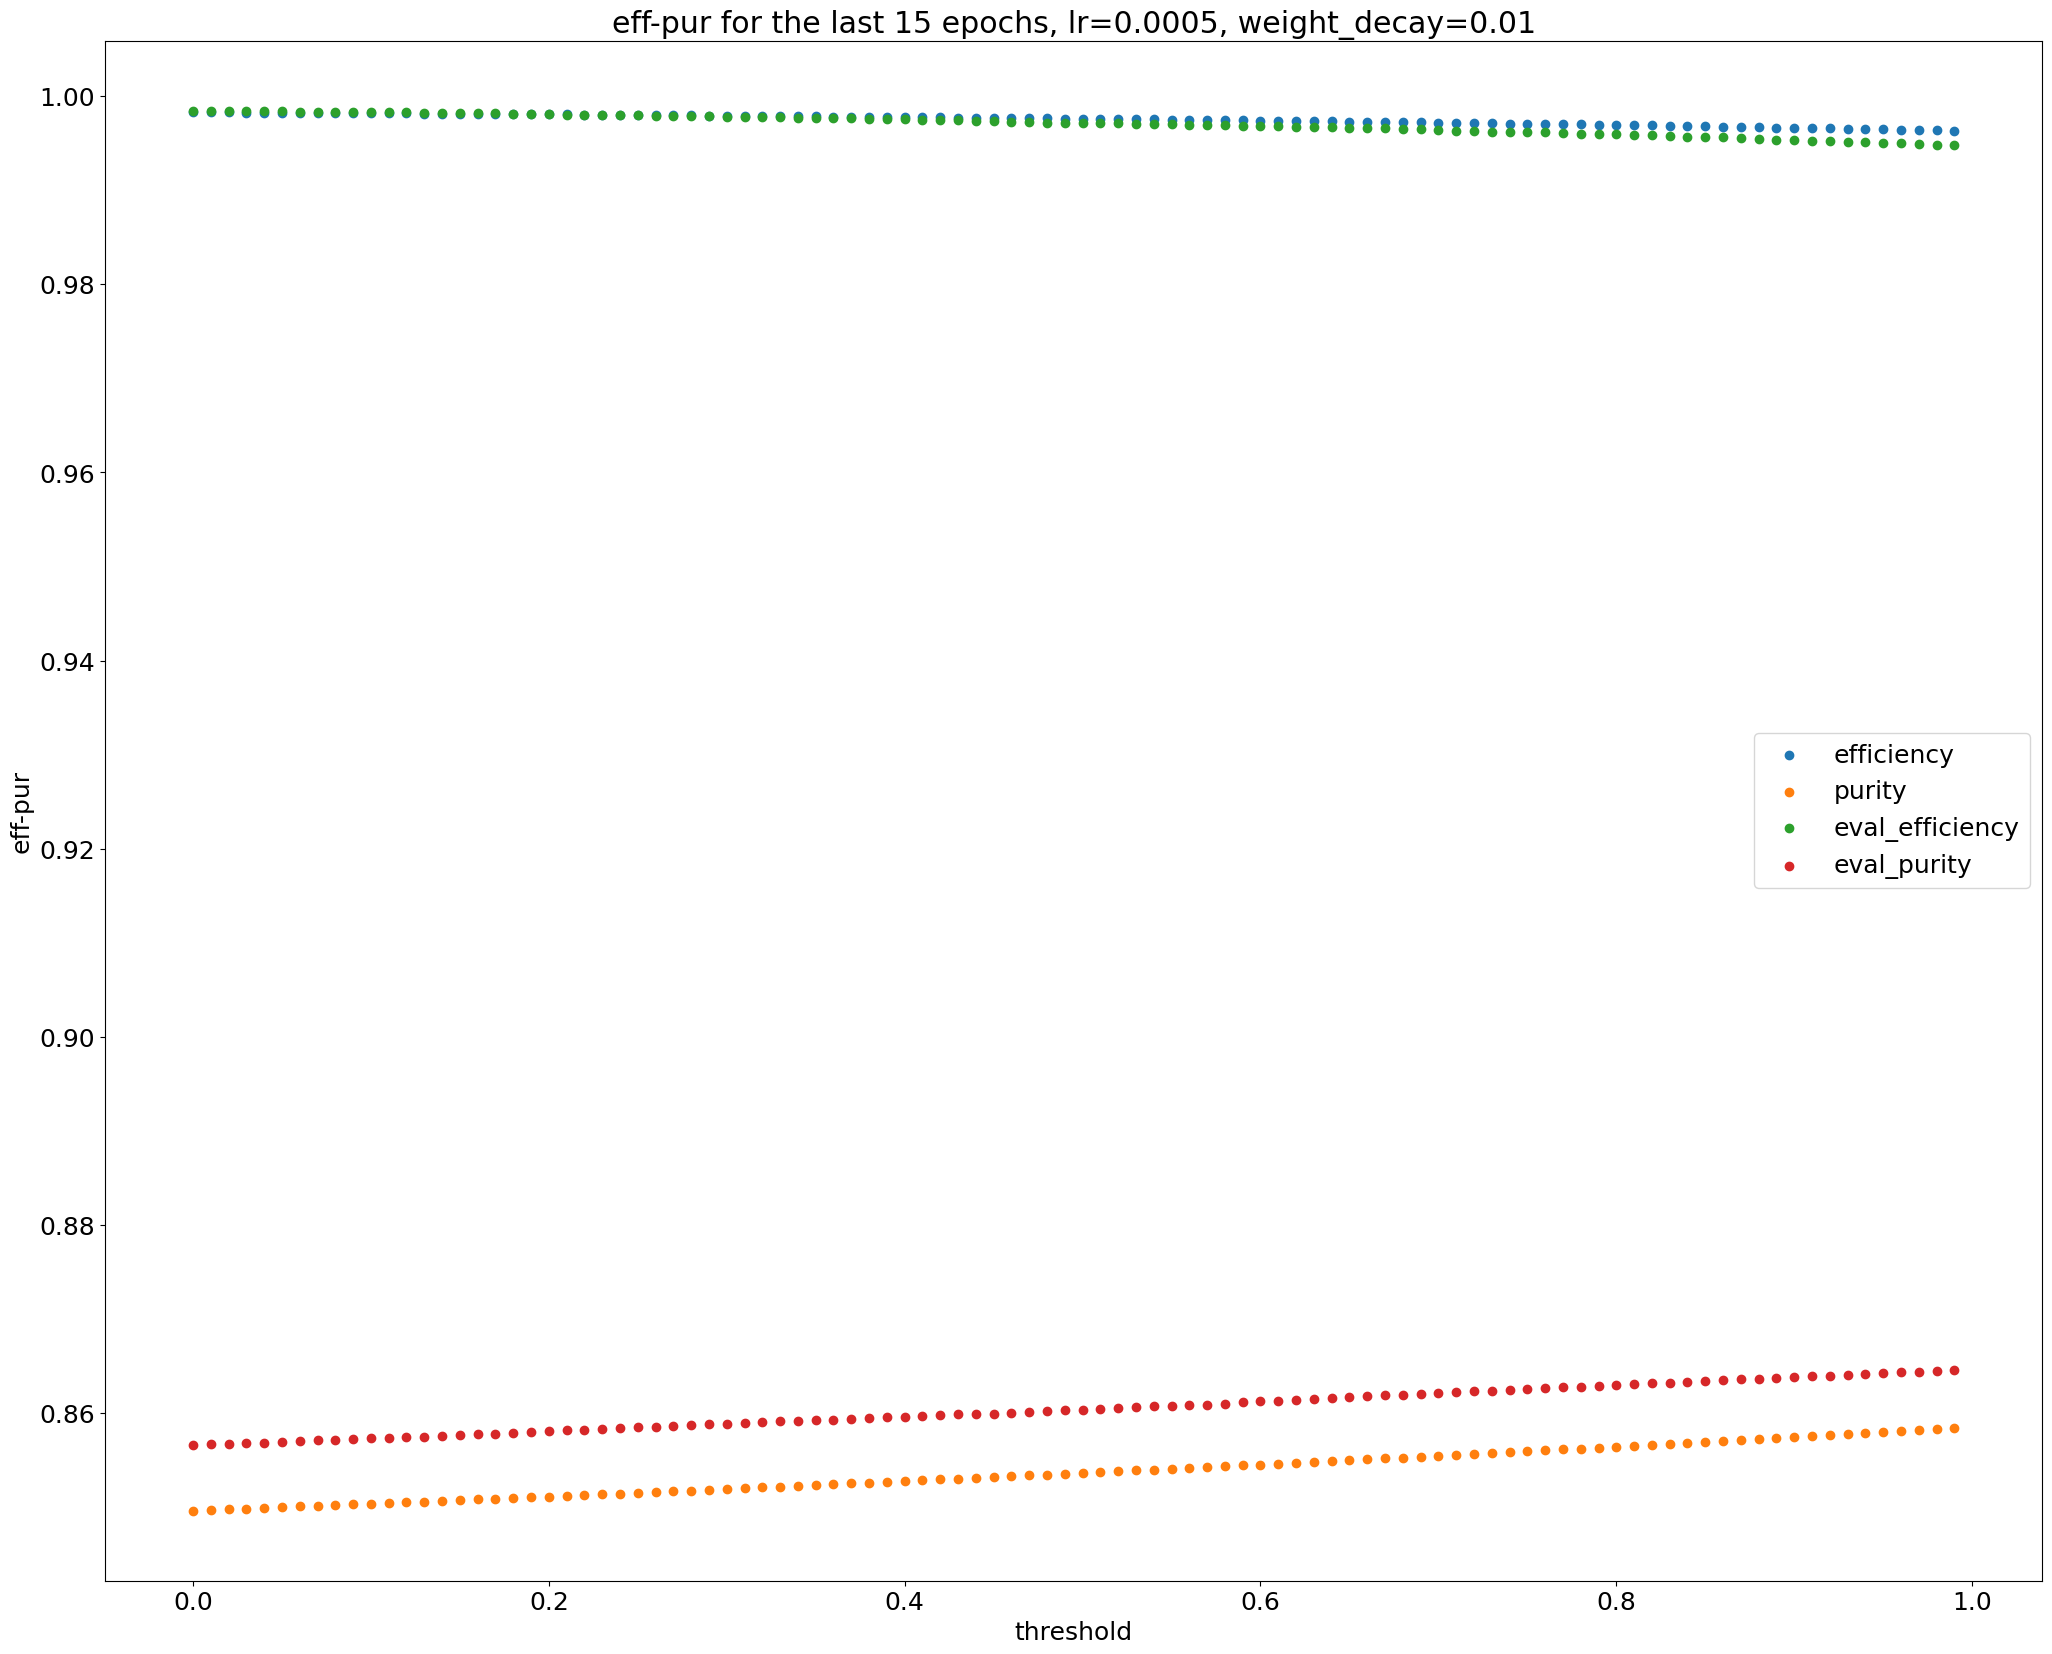 eff-pur for the last 15 epochs, lr=0.0005, weight_decay=0.01
eff-pur
1.00
0.98
0.96
0.94
0.92
0.90
0.88
0.86
efficiency
purity
eval_efficiency
eval_purity
0.0 0.2 0.4 0.6 0.8 1.0
threshold